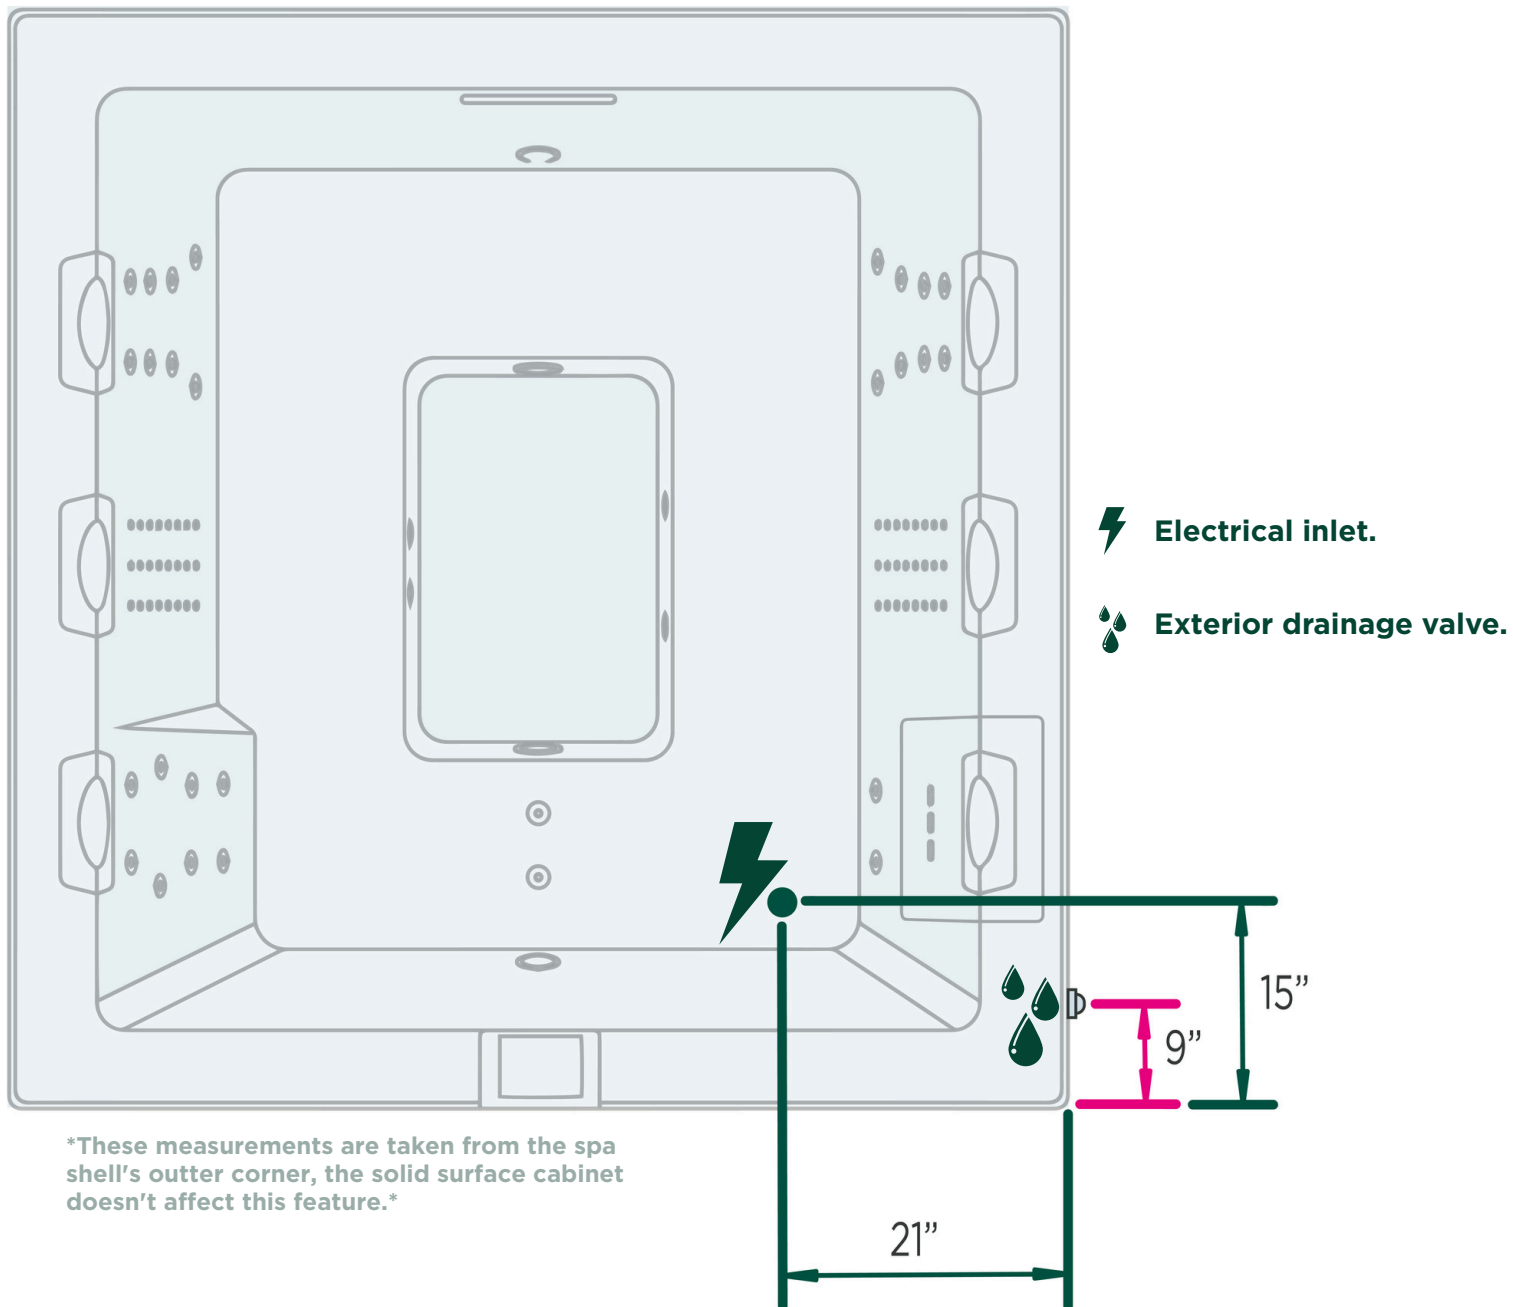 Electrical inlet.
Exterior drainage valve.
15”
9”
*These measurements are taken from the spa
shell's outter corner, the solid surface cabinet
doesn't affect this feature.*
21”